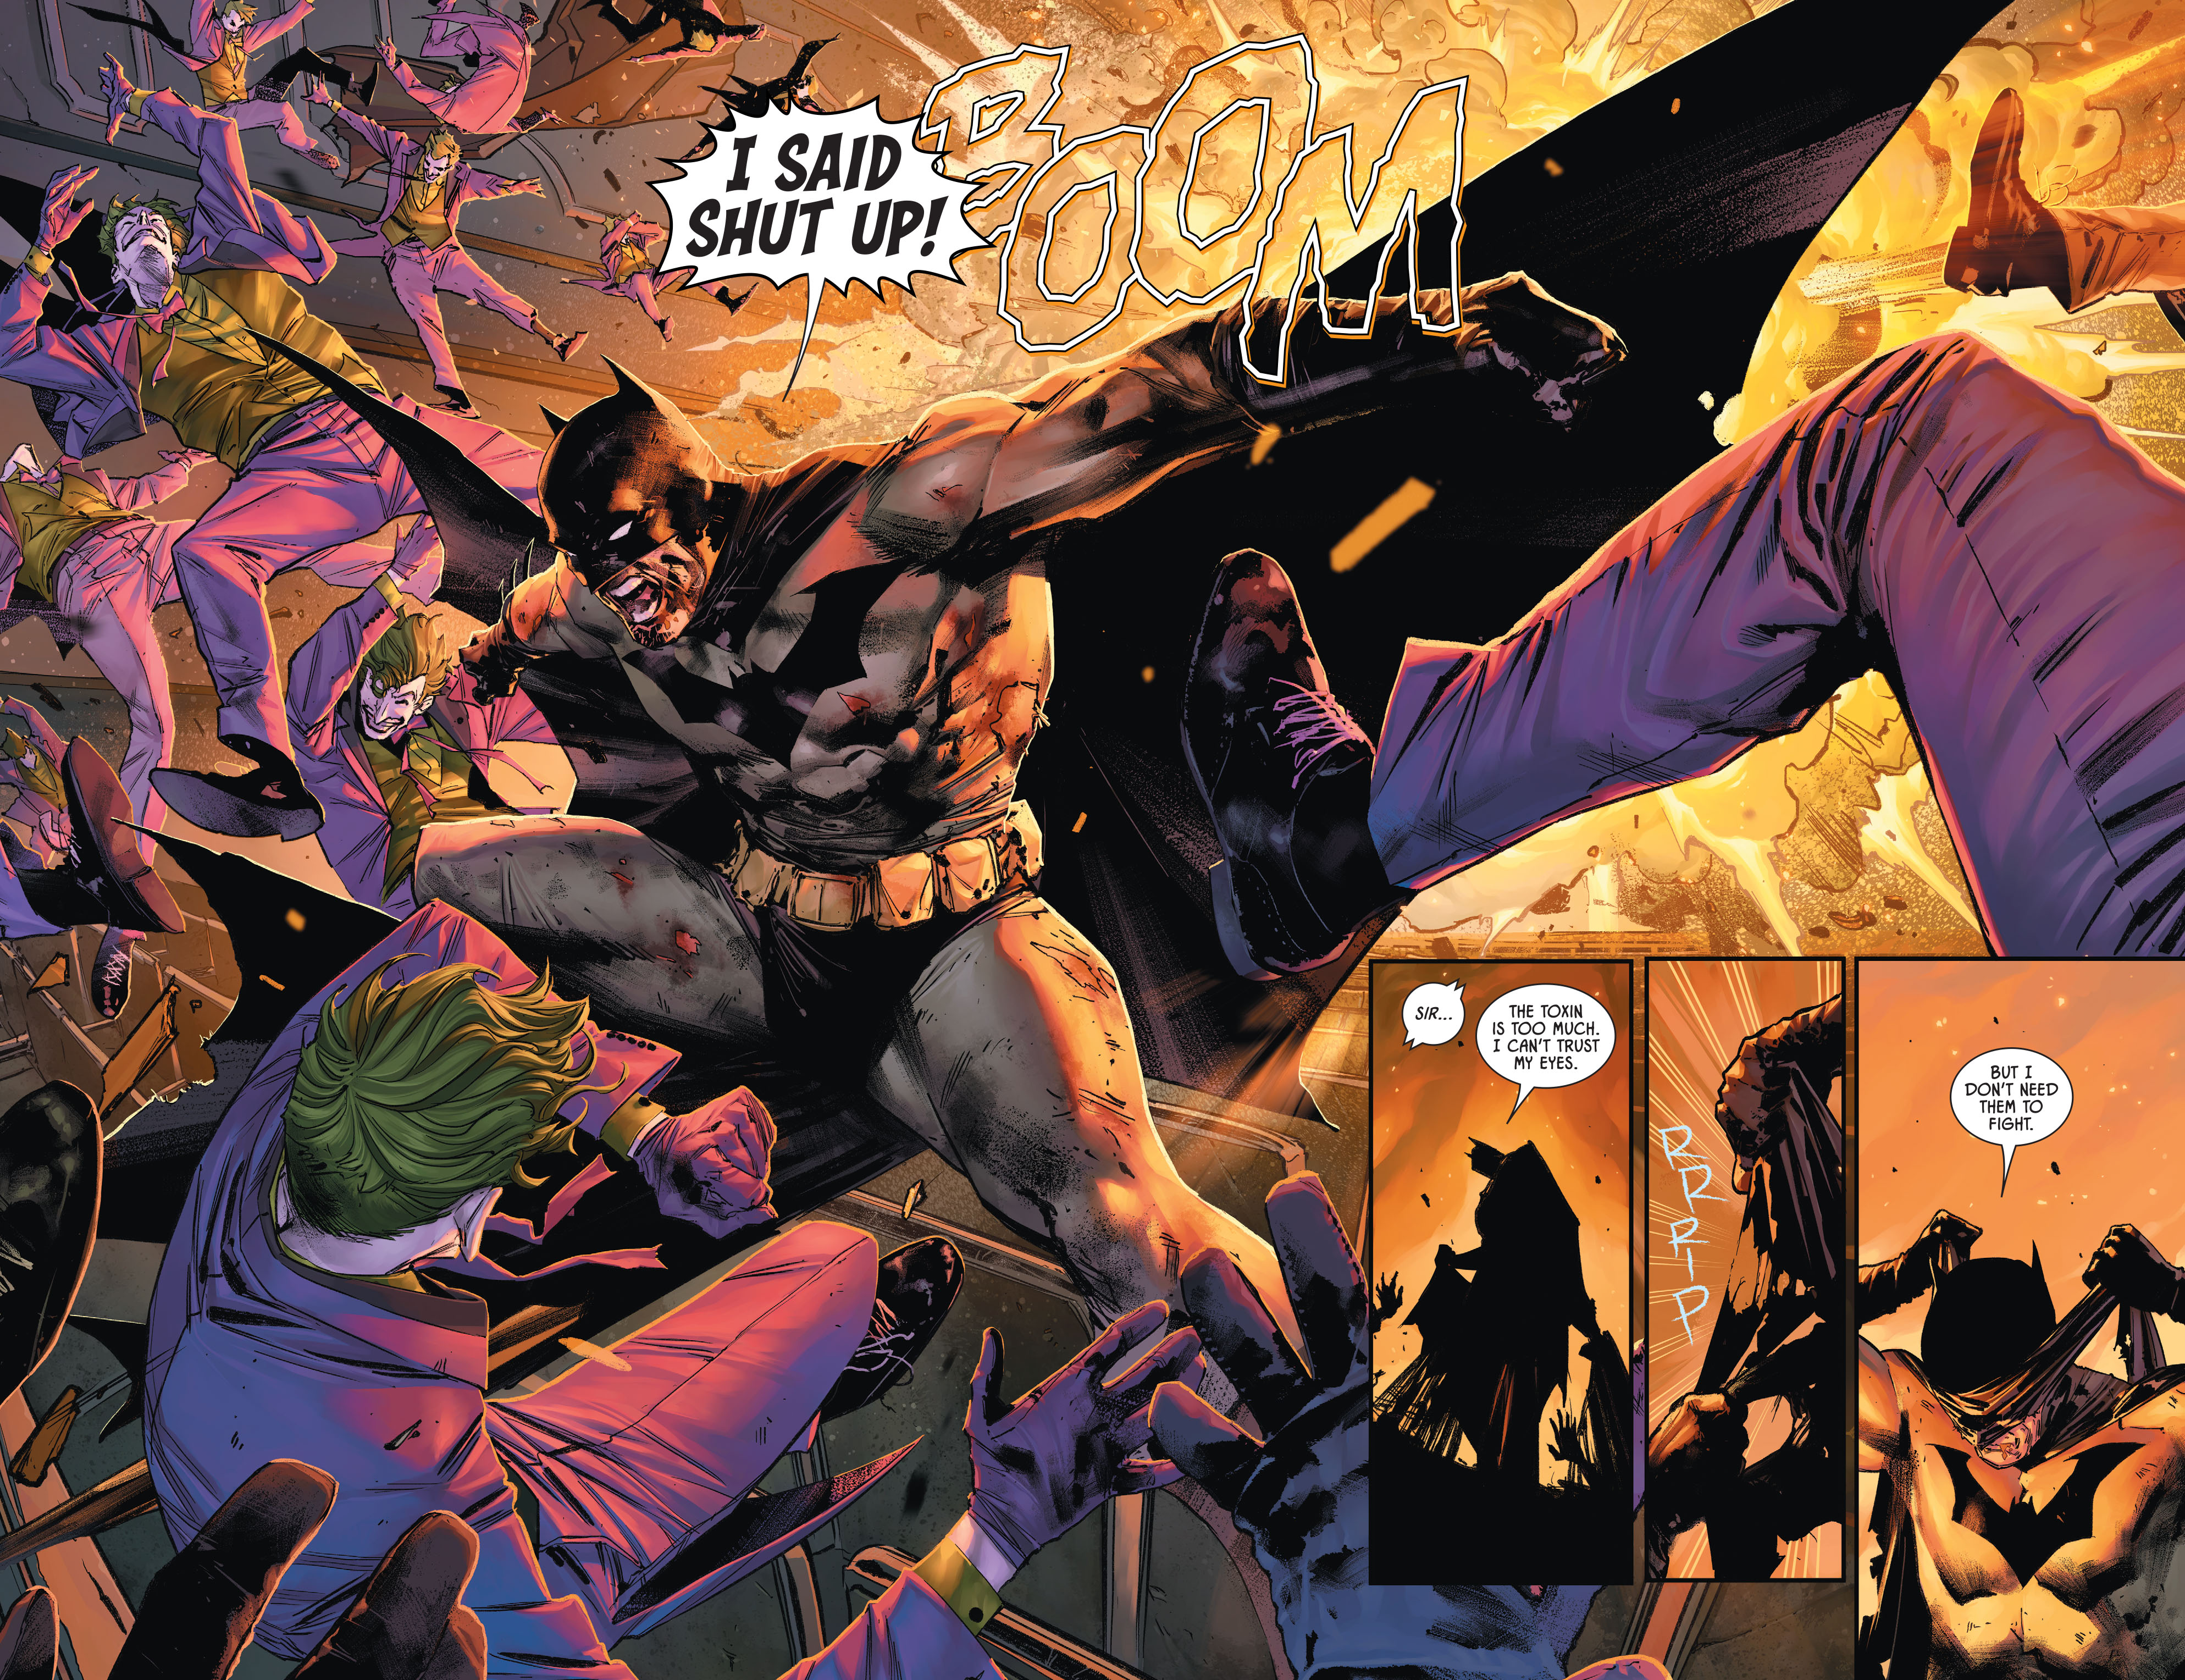 I SAID
SHUT UP!
BOOM
SIR...
THE TOXIN
IS TOO MUCH.
I CAN'T TRUST
MY EYES.
RRRIP
BUT I
DON'T NEED
THEM TO
FIGHT.